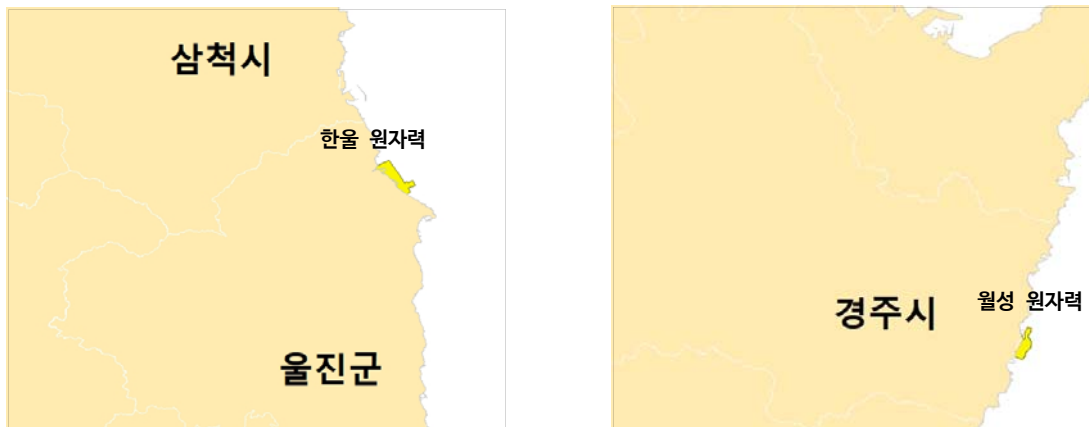 삼척시
한울 원자력
울진군
경주시
월성 원자력